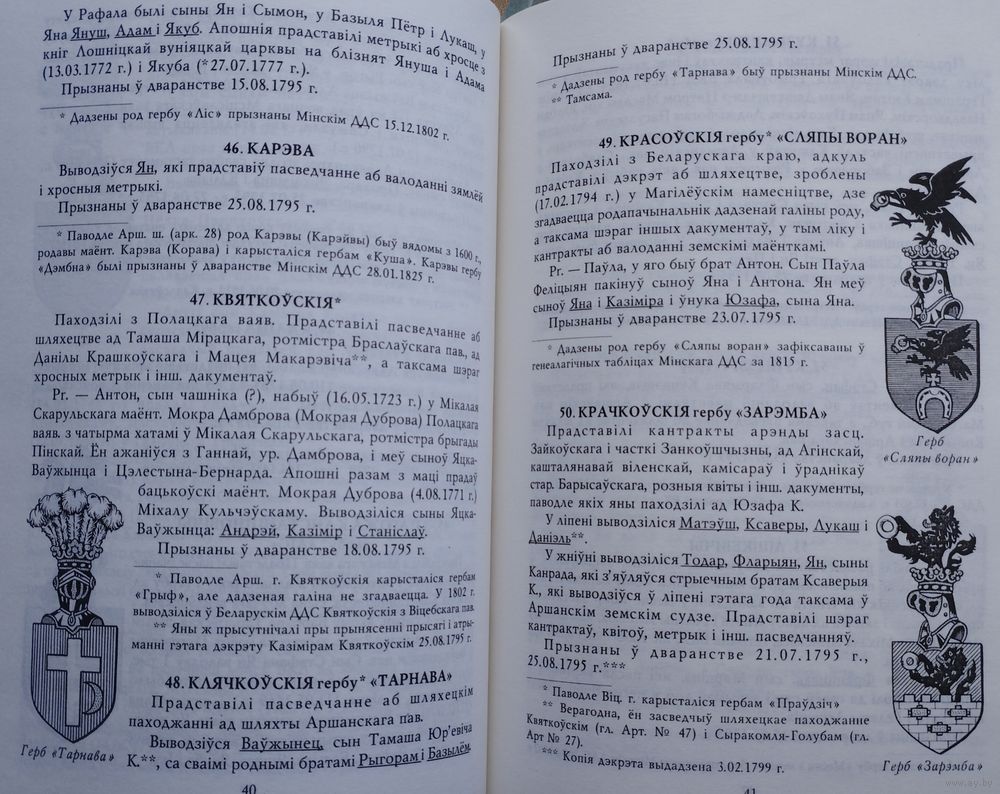 У Рафала былі сыны Ян і Сымон, у Базыля Пётр і Лукаш, у
Яна Януш, Адам і Якуб. Апошнія прадставілі метрыкі аб хросце з
кніг Лошніцкай вуніяцкай царквы на блізнят Януша і Адама
(13.03.1772 г.) і Якуба (*27.07.1777 г.).
Прызнаны ў дваранстве 15.08.1795 г.
* Дадзены род гербу «Ліс» прызнаны Мінскім ДДС 15.12.1802 г.
46. КАРЭВА
Выводзіўся Ян, які прадставіў пасведчанне аб валоданні зямлёй
і хросныя метрыкі.
Прызнаны ў дваранстве 25.08.1795 г.
* Паводле Арш. ш. (арк. 28) род Карэвы (Карэйвы) быў вядомы з 1600 г.,
родавы маёнт. Карэва (Корава) і карысталіся гербам «Куша». Карэвы гербу
«Дэмбна» былі прызнаны ў дваранстве Мінскім ДДС 28.01.1825 г.
47. КВЯТКОЎСКІЯ*
Паходзілі з Полацкага ваяв. Прадставілі пасведчанне аб
шляхецтве ад Тамаша Мірацкага, ротмістра Браслаўскага пав., ад
Данілы Крашкоўскага і Мацея Макарэвіча**, а таксама шэраг
хросных метрык і інш. дакументаў.
Pr. — Антон, сын чашніка (?), набыў (16.05.1723 г.) у Мікалая
Скарульскага маёнт. Мокра Дамброва (Мокрая Дуброва) Полацкага
ваяв. з чатырма хатамі ў Мікалая Скарульскага, ротмістра брыгады
Пінскай. Ён ажаніўся з Ганнай, ур. Дамброва, і меў сыноў Яцка-
Ваўжынца і Цэлестына-Бернарда. Апошні разам з маці прадаў
бацькоўскі маёнт. Мокрая Дуброва (4.08.1771 г.)
Міхалу Кульчэўскаму. Выводзіліся сыны Яцка-
Ваўжынца: Андрэй, Казімір і Станіслаў.
Прызнаны ў дваранстве 18.08.1795 г.
* Паводле Арш. г. Квяткоўскія карысталіся гербам
«Грыф», але дадзеная галіна не згадваецца. У 1802 г.
выводзіліся ў Беларускім ДДС Квяткоўскія з Віцебскага пав.
** Яны ж прысутнічалі пры прынясенні прысягі і атры-
манні гэтага дэкрэту Казімірам Квяткоўскім 25.08.1795 г.
48. КЛЯЧКОЎСКІЯ гербу* «ТАРНАВА»
Прадставілі пасведчанне аб шляхецкім
паходжанні ад шляхты Аршанскага пав.
Выводзіўся Ваўжынец, сын Тамаша Юр'евіча
К.**, са сваімі роднымі братамі Рыгорам і Базылём.
Герб «Тарнава»
40
Прызнаны ў дваранстве 25.08.1795 г.
* Дадзены род гербу «Тарнава» быў прызнаны Мінскім ДДС.
** Тамсама.
49. КРАСОЎСКІЯ гербу* «СЛЯПЫ ВОРАН»
Паходзілі з Беларускага краю, адкуль
прадставілі дэкрэт аб шляхецтве, зроблены
(17.02.1794 г.) у Магілёўскім намесніцтве, дзе
згадваецца родапачынальнік дадзенай галіны роду,
а таксама шэраг іншых дакументаў, у тым ліку і
кантракты аб валоданні земскімі маёнткамі.
Pr. — Паўла, у яго быў брат Антон. Сын Паўла
Феліцыян пакінуў сыноў Яна і Антона. Ян меў
сыноў Яна і Казіміра і ўнука Юзафа, сына Яна.
Прызнаны ў дваранстве 23.07.1795 г.
* Дадзены род гербу «Сляпы воран» зафіксаваны ў
генеалагічных табліцах Мінскага ДДС за 1815 г.
Герб
«Сляпы воран»
50. КРАЧКОЎСКІЯ гербу «ЗАРЭМБА»
Прадставілі кантракты арэнды засц.
Зайкоўскага і часткі Занкоўшчызны, ад Агінскай,
кашталянавай віленскай, камісараў і ўраднікаў
стар. Барысаўскага, розныя квіты і інш. дакументы,
паводле якіх яны паходзілі ад Юзафа К.
У ліпені выводзіліся Матэўш, Ксаверы, Лукаш і
Даніэль**.
У жніўні выводзіліся Тодар, Фларыян, Ян, сыны
Канрада, які з'яўляўся стрыечным братам Ксаверыя
К., які выводзіўся ў ліпені гэтага года таксама ў
Аршанскім земскім судзе. Прадставілі шэраг
кантрактаў, квітоў, метрык і інш. пасведчанняў.
Прызнаны ў дваранстве 21.07.1795 г.,
25.08.1795 г.***
* Паводле Віц. г. карысталіся гербам «Праўдзіч»
** Верагодна, ён засведчыў шляхецкае паходжанне
Квяткоўскім (гл. Арт. № 47) і Сыракомля-Голубам (гл.
Арт № 27).
*** Копія дэкрэта выдадзена 3.02.1799 г.
Герб «Зарэмба»
41
www.ay.by